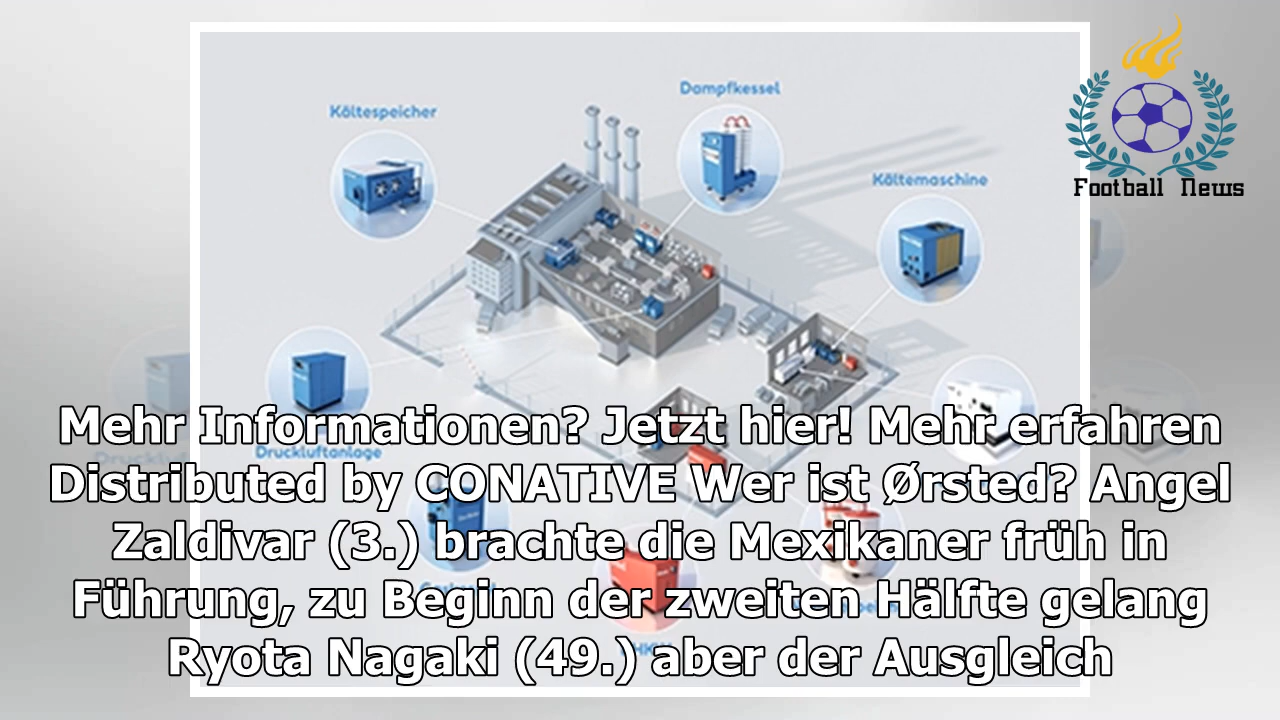 Dampfkessel
Kältespeicher
Kältemaschine
Football News
Druckluftanlage
Mehr Informationen? Jetzt hier! Mehr erfahren
Distributed by CONATIVE Wer ist Ørsted? Angel
Zaldivar (3.) brachte die Mexikaner früh in
Führung, zu Beginn der zweiten Hälfte gelang
Ryota Nagaki (49.) aber der Ausgleich